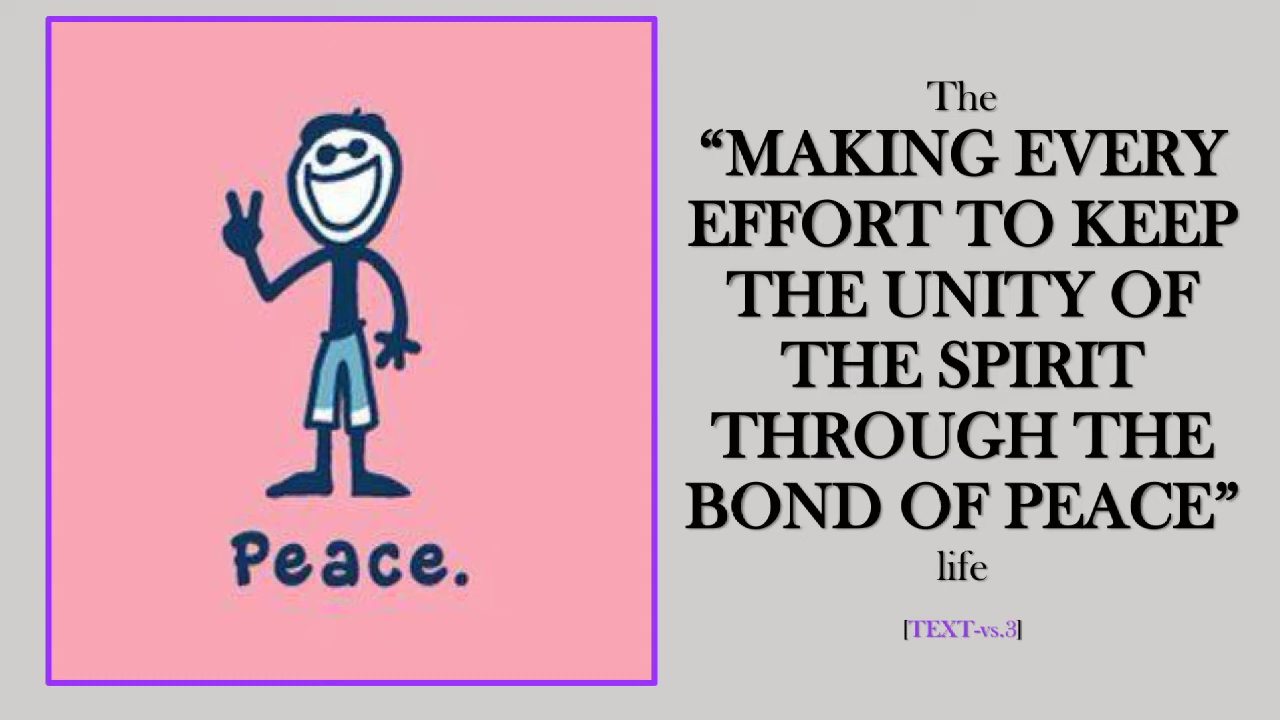 Peace.
The
“MAKING EVERY
EFFORT TO KEEP
THE UNITY OF
THE SPIRIT
THROUGH THE
BOND OF PEACE”
life
[TEXT-vs.3]